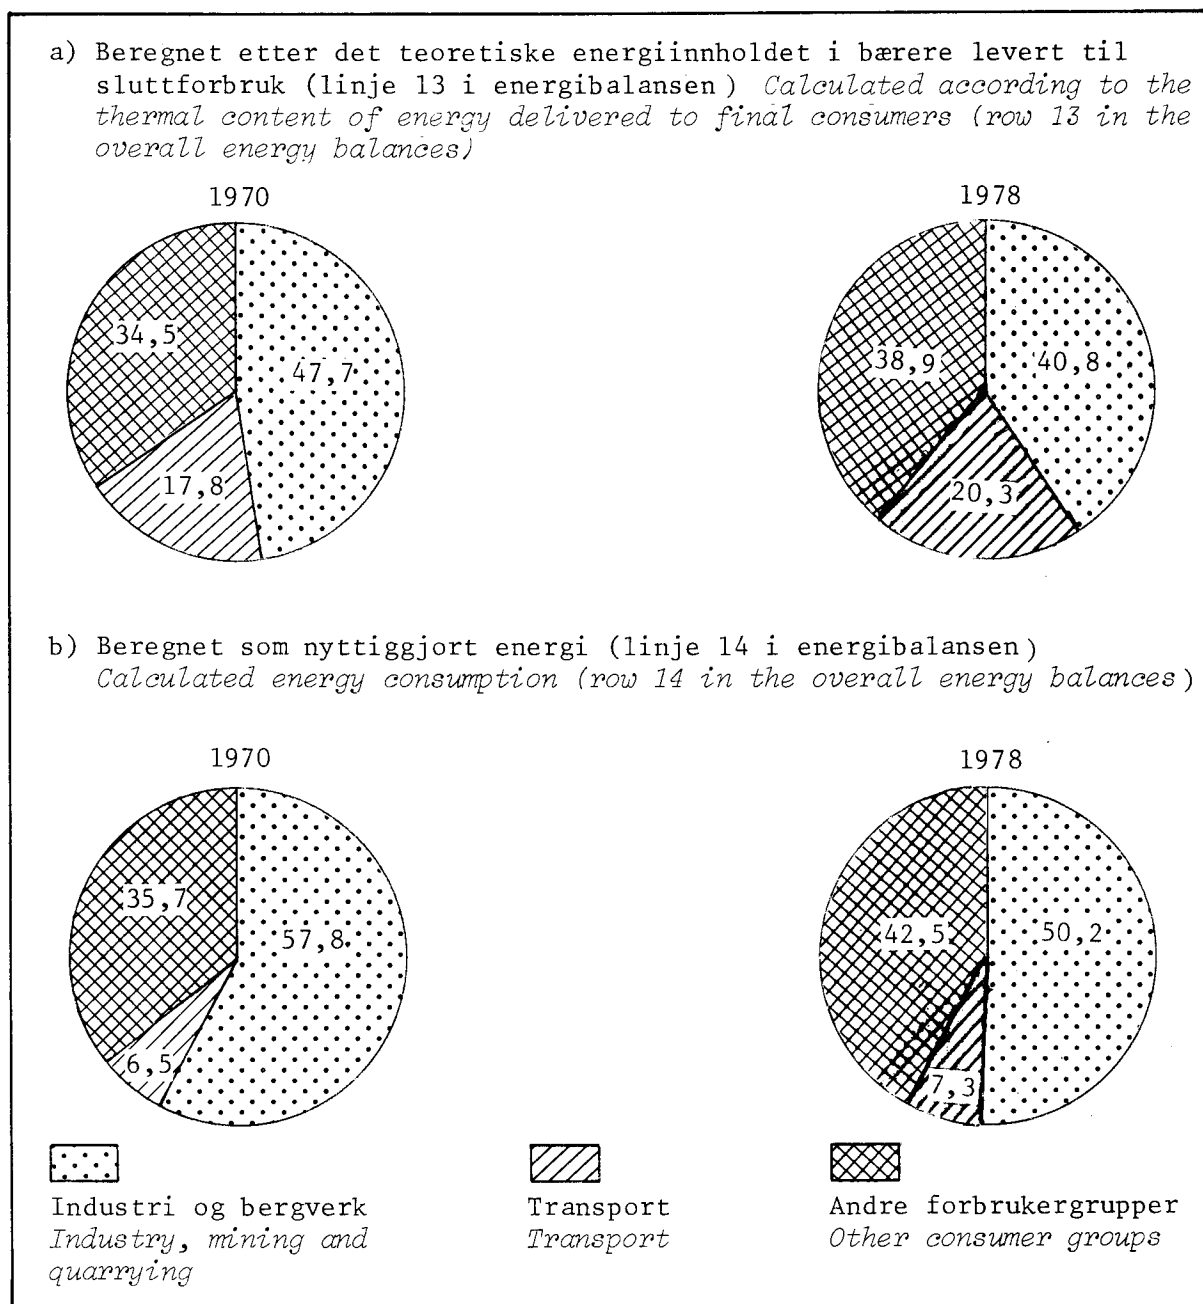 a) Beregnet etter det teoretiske energiinnholdet i bærere levert til
sluttforbruk (linje 13 i energibalansen) Calculated according to the
thermal content of energy delivered to final consumers (row 13 in the
overall energy balances)
1970
34,5
47,7
17,8
1978
38,9
40,8
20,3
b) Beregnet som nyttiggjort energi (linje 14 i energibalansen)
Calculated energy consumption (row 14 in the overall energy balances)
1970
35,7
57,8
6,5
1978
42,5
50,2
7,3
Industri og bergverk
Industry, mining and
quarrying
Transport
Transport
Andre forbrukergrupper
Other consumer groups